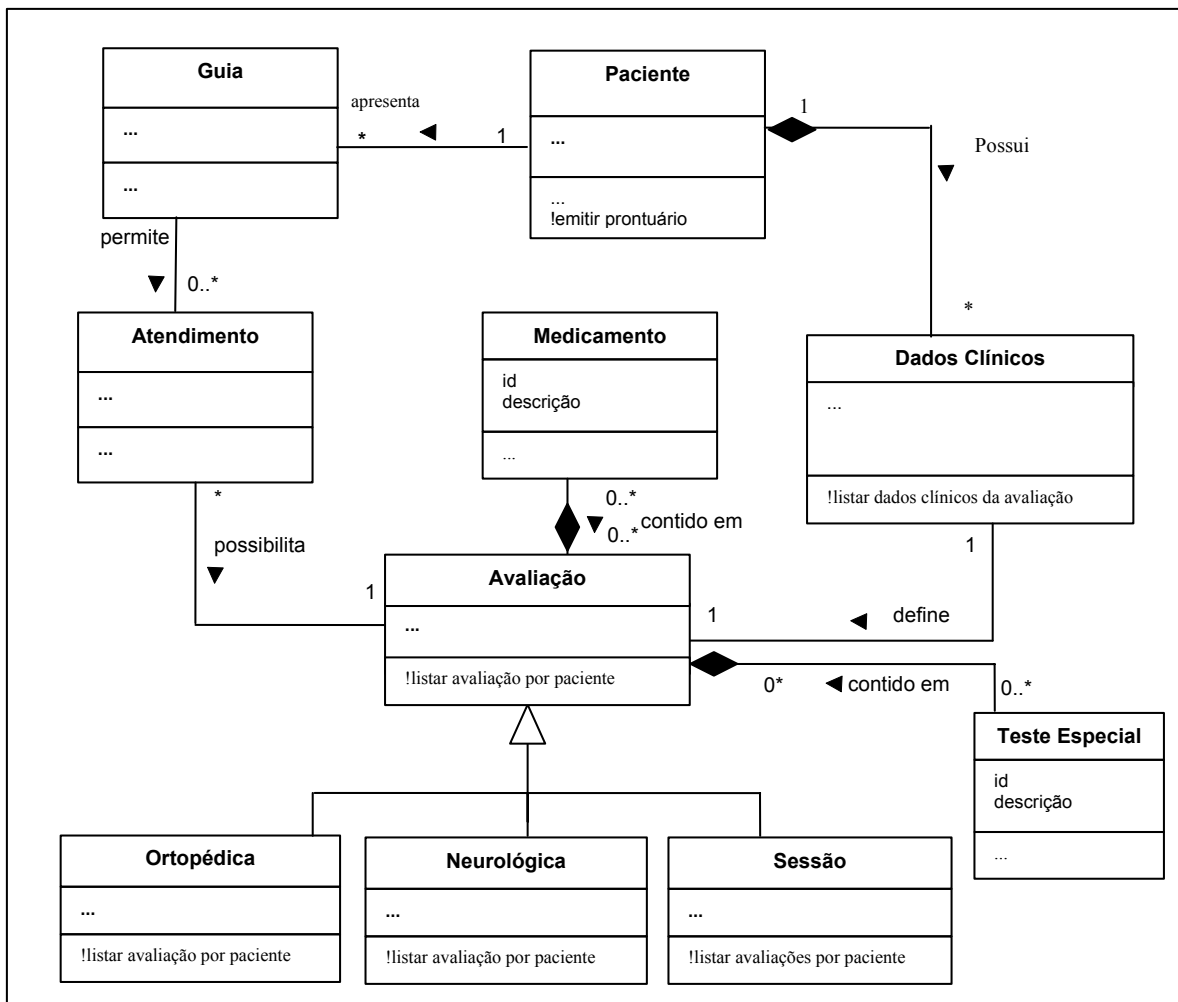 Guia
...
...
apresenta
*
1
Paciente
...
...
!emitir prontuário
1
Possui
*
permite
0..*
Atendimento
...
...
Medicamento
id
descrição
...
Dados Clínicos
...
!listar dados clínicos da avaliação
*
possibilita
1
0..*
contido em
0..*
Avaliação
...
!listar avaliação por paciente
1
define
1
0*
contido em
0..*
Teste Especial
id
descrição
...
Ortopédica
...
!listar avaliação por paciente
Neurológica
...
!listar avaliação por paciente
Sessão
...
!listar avaliações por paciente